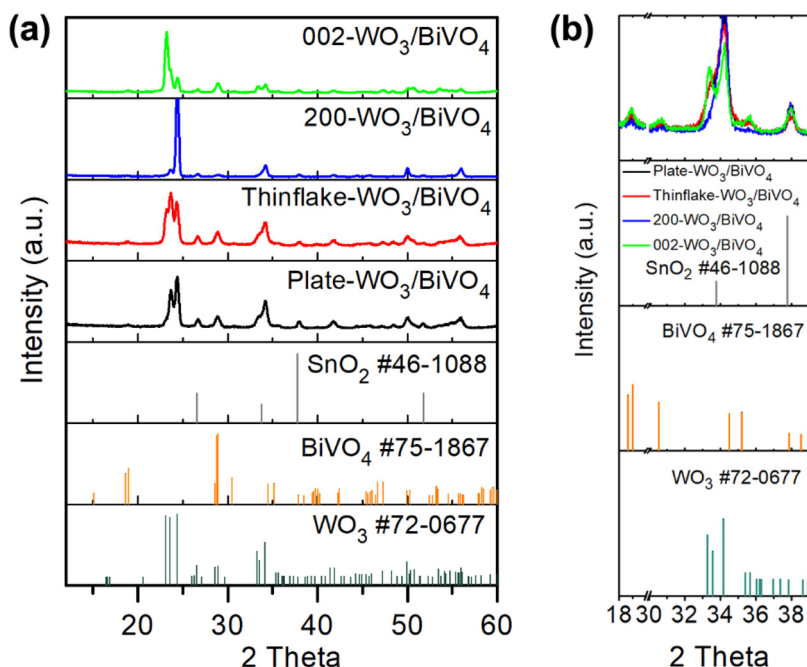 (a)
002-WO₃/BiVO₄
200-WO₃/BiVO₄
Thinflake-WO₃/BiVO₄
Plate-WO₃/BiVO₄
SnO₂ #46-1088
BiVO₄ #75-1867
WO₃ #72-0677
Intensity (a.u.)
20 30 40 50 60
2 Theta
(b)
Plate-WO₃/BiVO₄
Thinflake-WO₃/BiVO₄
200-WO₃/BiVO₄
002-WO₃/BiVO₄
SnO₂ #46-1088
BiVO₄ #75-1867
WO₃ #72-0677
Intensity (a.u.)
18 30 32 34 36 38
2 Theta